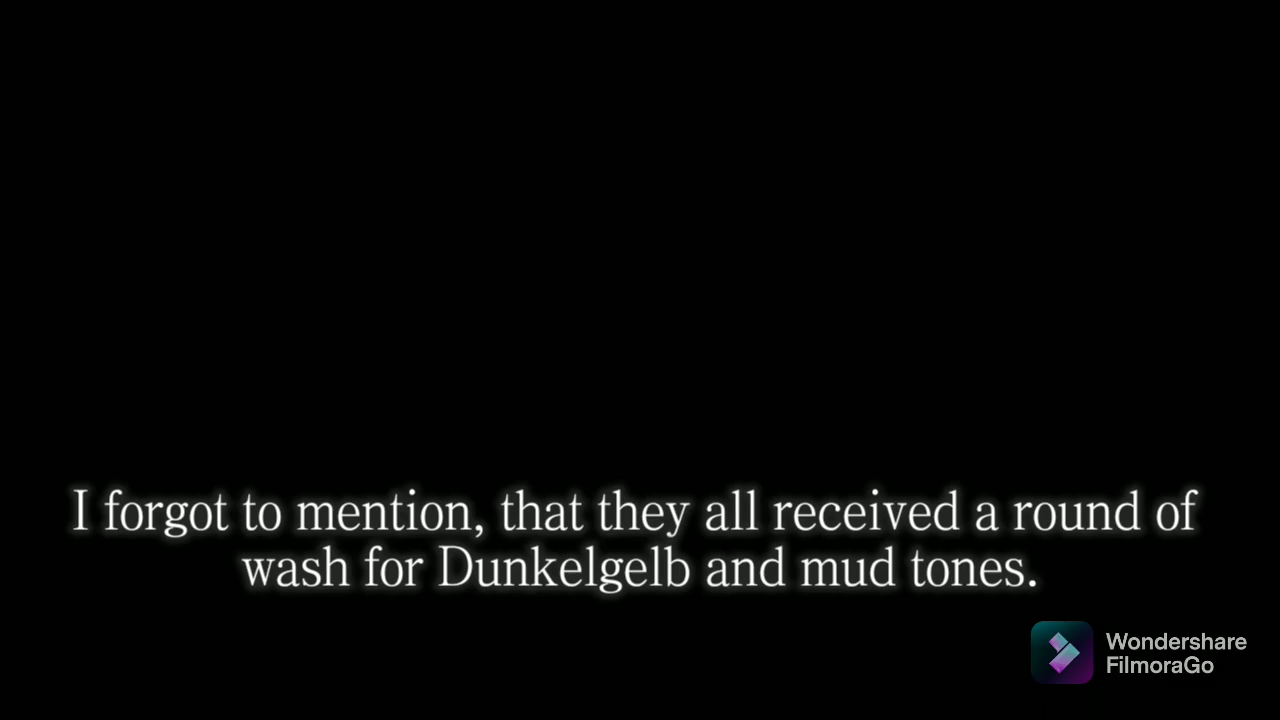 I forgot to mention, that they all received a round of
wash for Dunkelgelb and mud tones.
Wondershare
FilmoraGo